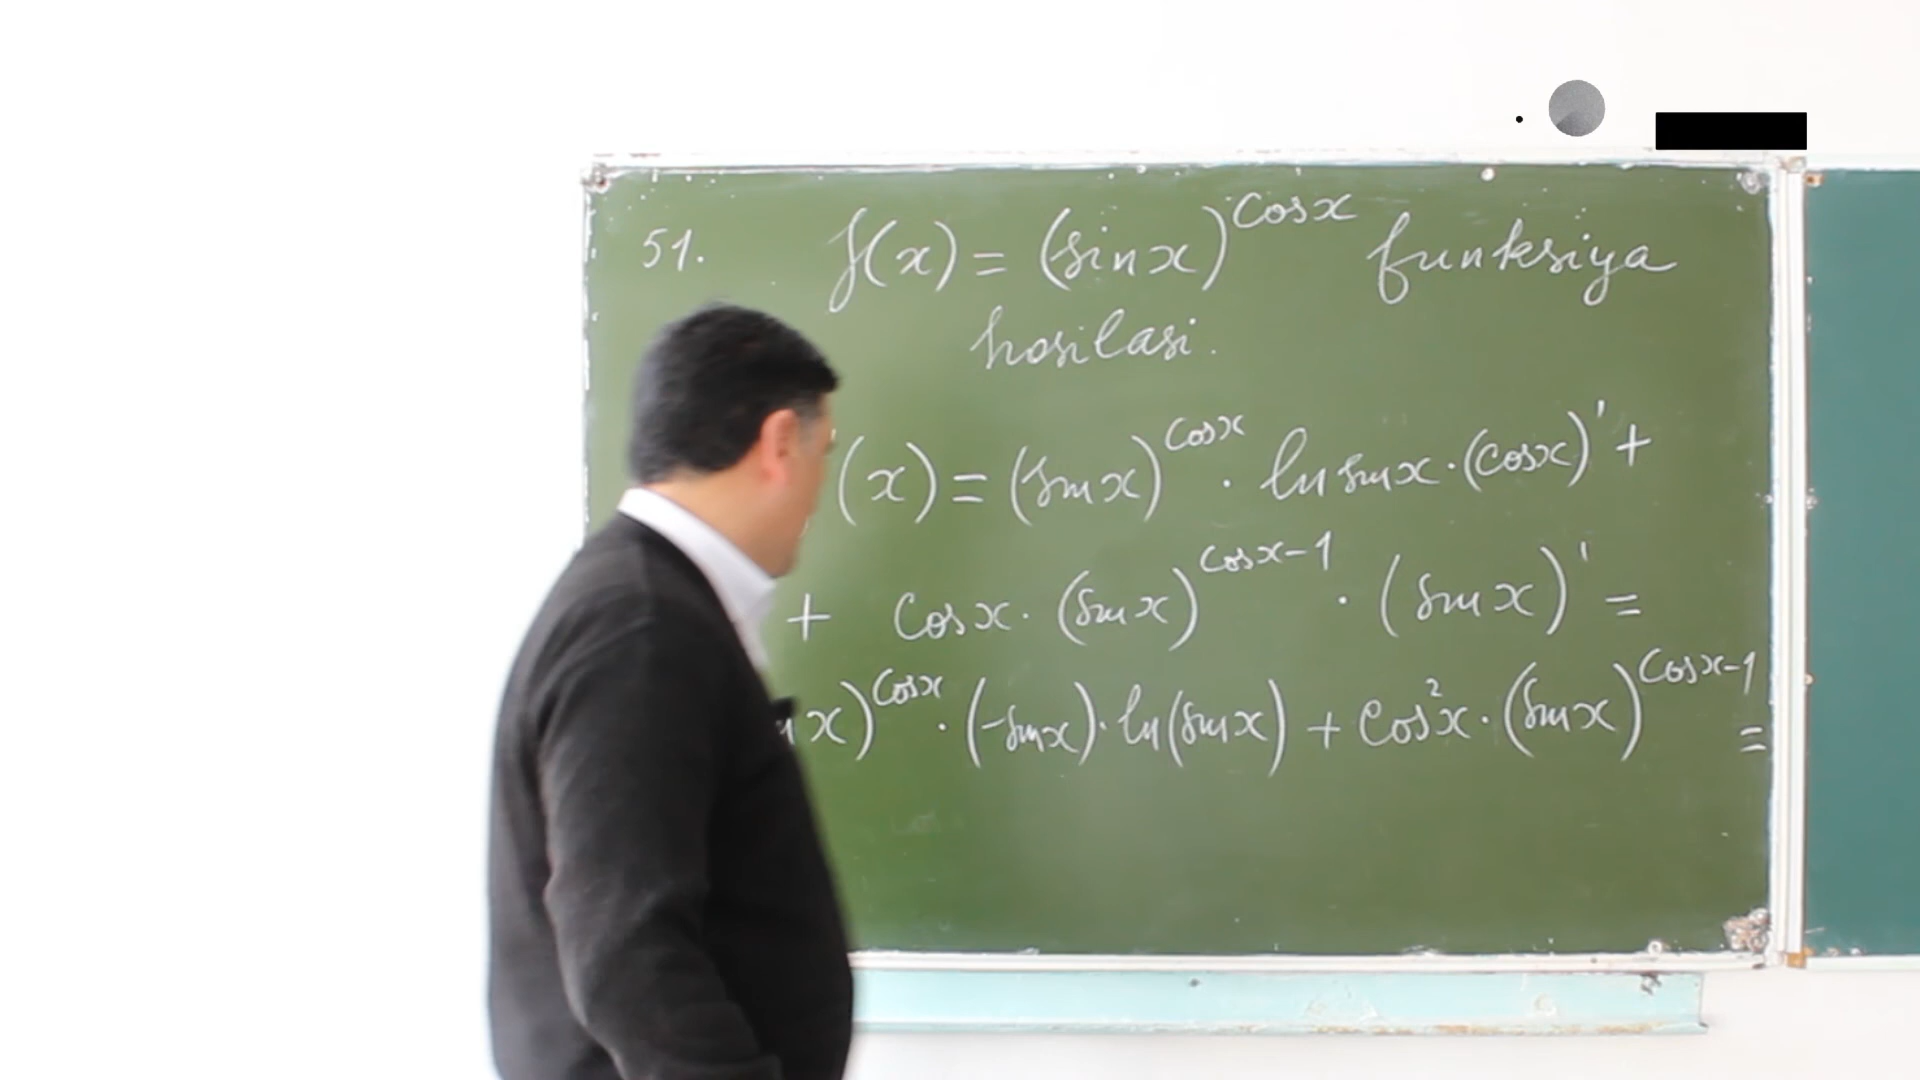 51. f(x) = (sin x)^cos x funksiya
hosilasi.
(x) = (sin x)^cos x · ln sin x · (cos x)' +
+ cos x · (sin x)^cos x-1 · (sin x)' =
x)^cos x · (-sin x) · ln(sin x) + cos² x · (sin x)^cos x-1 =